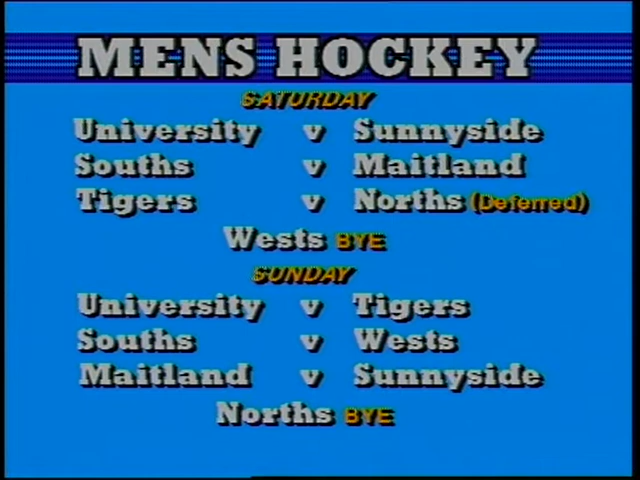 MENS HOCKEY
SATURDAY
University v Sunnyside
Souths v Maitland
Tigers v Norths (Deferred)
Wests BYE
SUNDAY
University v Tigers
Souths v Wests
Maitland v Sunnyside
Norths BYE